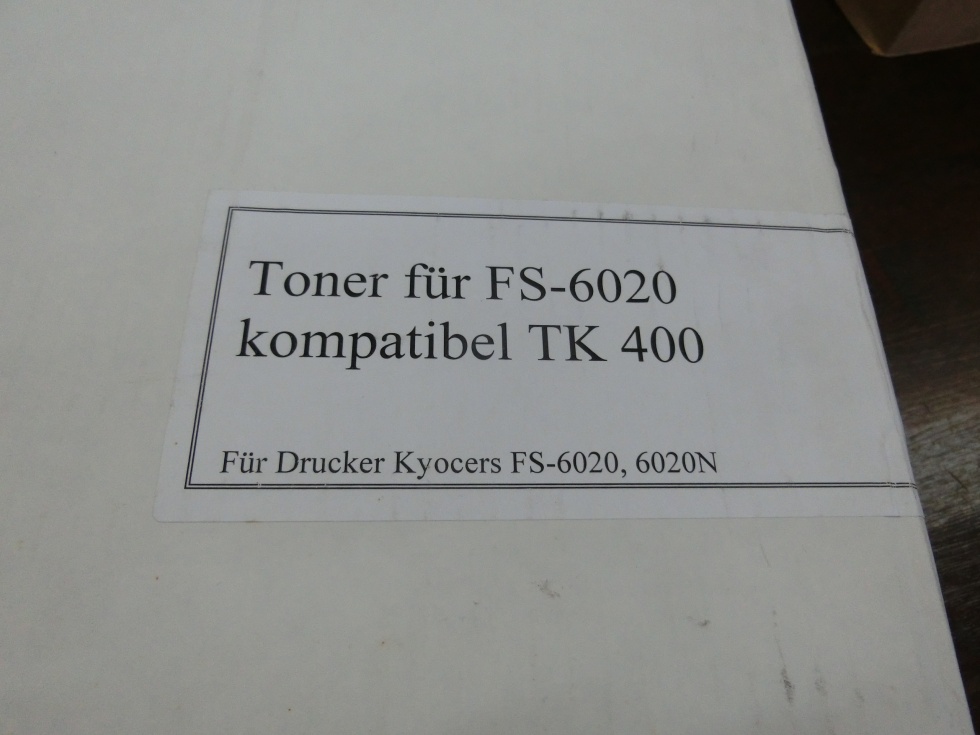 Toner für FS-6020
kompatibel TK 400
Für Drucker Kyocers FS-6020, 6020N